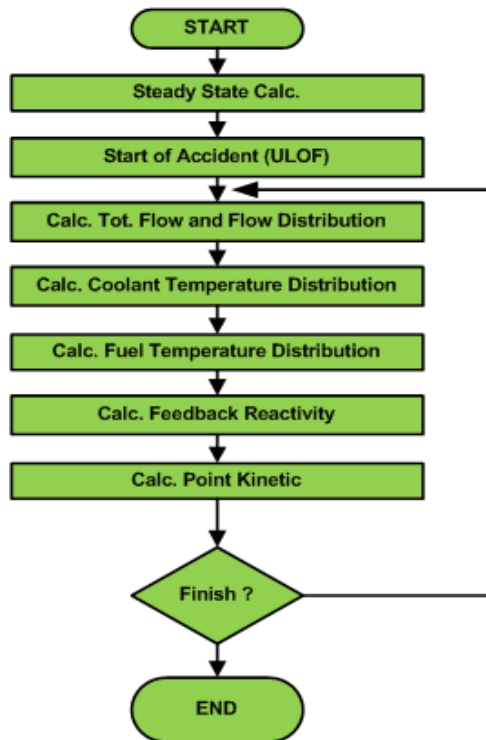 START
Steady State Calc.
Start of Accident (ULOF)
Calc. Tot. Flow and Flow Distribution
Calc. Coolant Temperature Distribution
Calc. Fuel Temperature Distribution
Calc. Feedback Reactivity
Calc. Point Kinetic
Finish ?
END